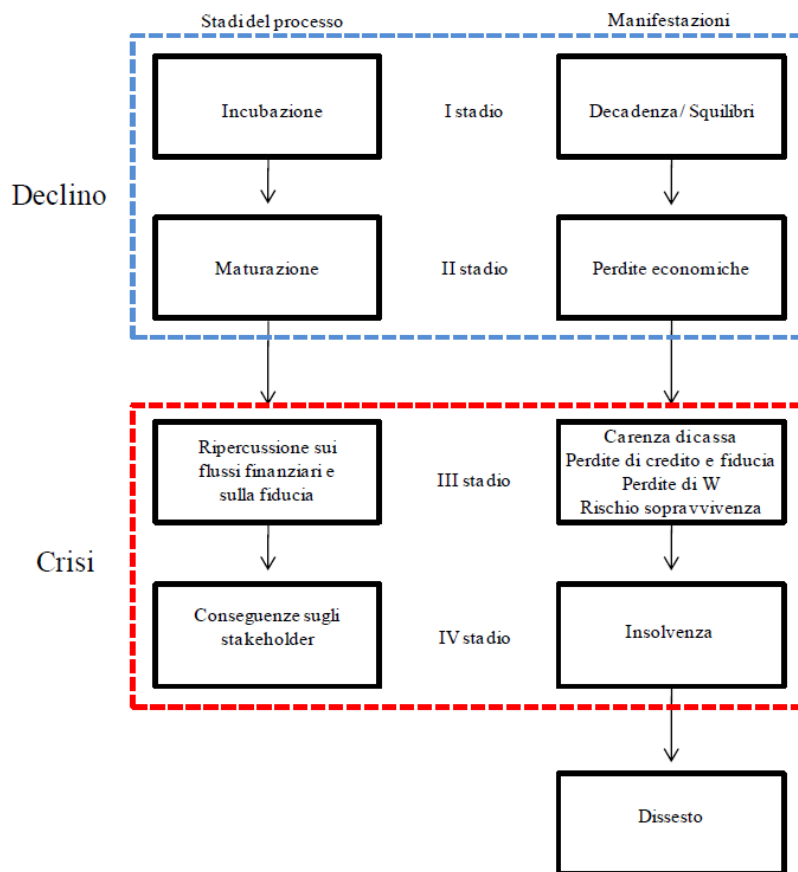 Stadi del processo
Manifestazioni
Incubazione
I stadio
Decadenza/ Squilibri
Declino
Maturazione
II stadio
Perdite economiche
Ripercussione sui
flussi finanziari e
sulla fiducia
III stadio
Carenza di cassa
Perdite di credito e fiducia
Perdite di W
Rischio sopravvivenza
Crisi
Conseguenze sugli
stakeholder
IV stadio
Insolvenza
Dissesto